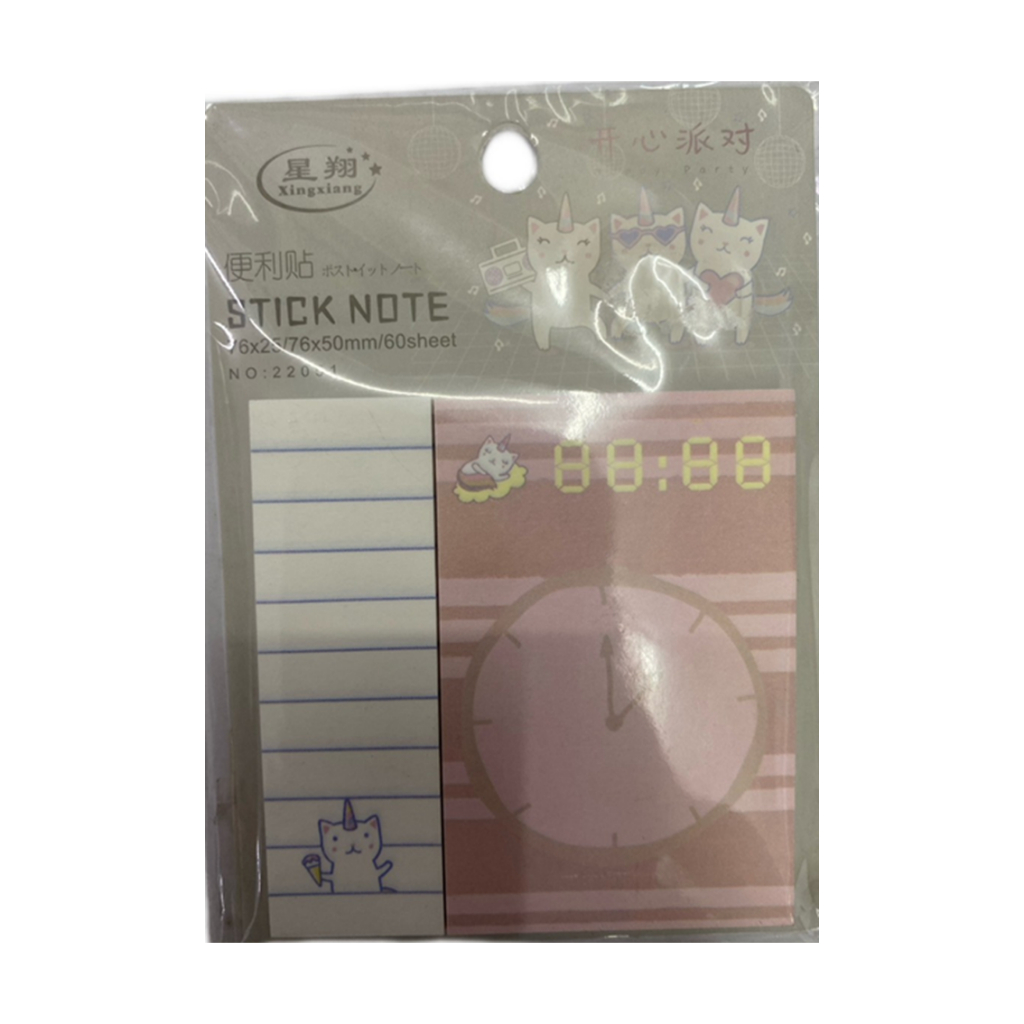 星翔
Xingxiang
开心派对
Party
便利贴 ポスト・イット ノート
STICK NOTE
76x25/76x50mm/60sheet
88:88